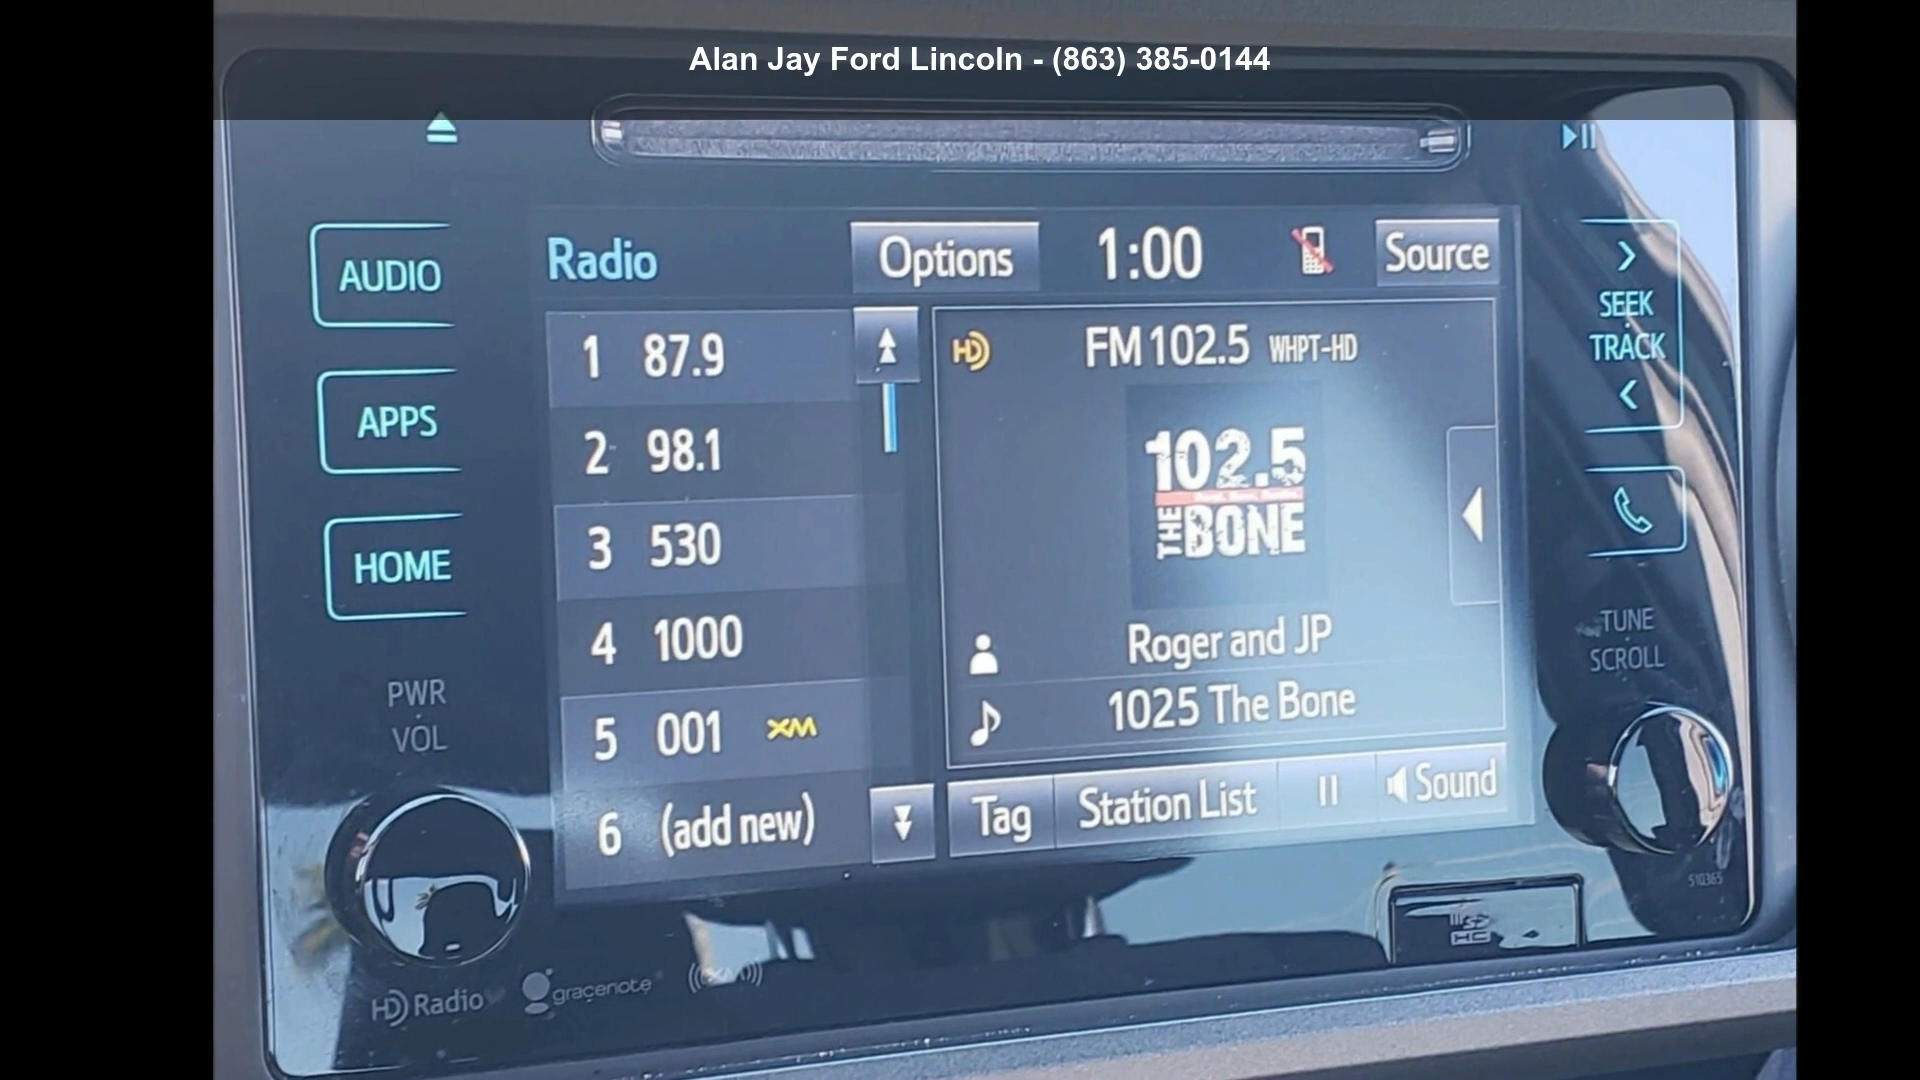 Alan Jay Ford Lincoln - (863) 385-0144
AUDIO
APPS
HOME
PWR
VOL
Radio
Options
1:00
Source
1 87.9
2 98.1
3 530
4 1000
5 001 XM
6 (add new)
HD
FM 102.5 WHPT-HD
102.5
THE BONE
Roger and JP
1025 The Bone
Tag
Station List
Sound
SEEK
TRACK
TUNE
SCROLL
510365
HD Radio
gracenote
((XM))